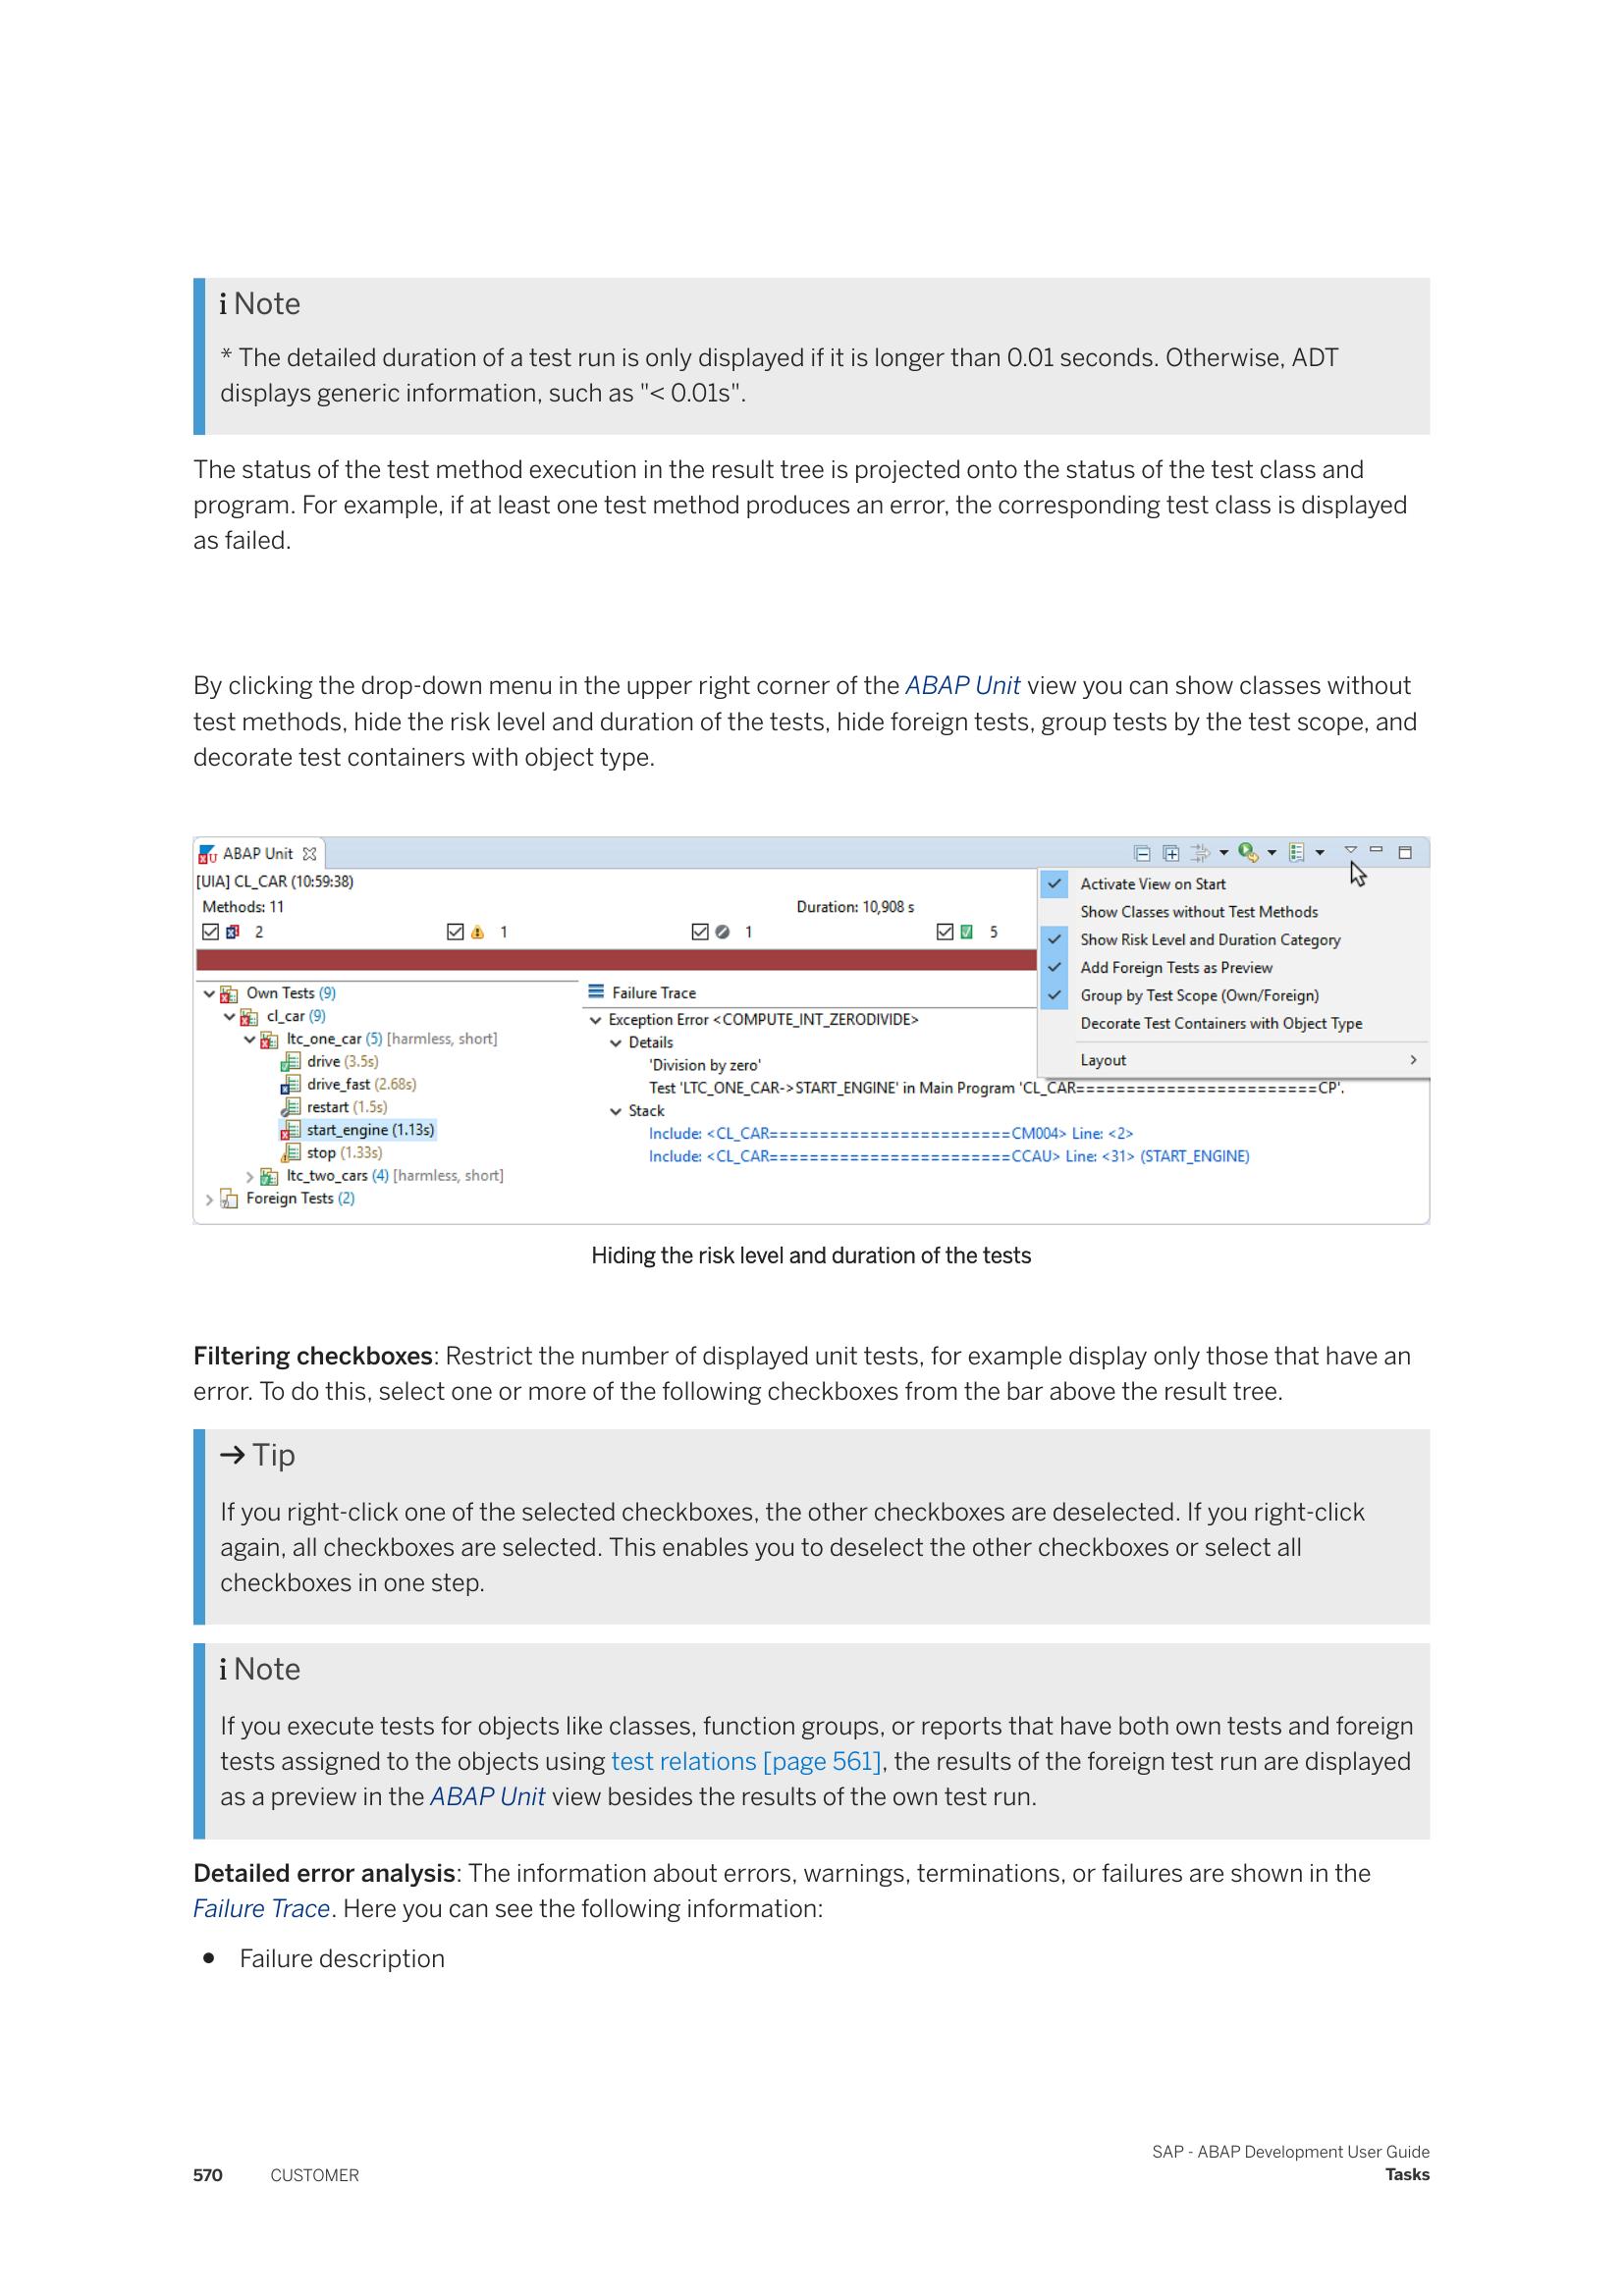 i Note
* The detailed duration of a test run is only displayed if it is longer than 0.01 seconds. Otherwise, ADT
displays generic information, such as "< 0.01s".
The status of the test method execution in the result tree is projected onto the status of the test class and
program. For example, if at least one test method produces an error, the corresponding test class is displayed
as failed.
By clicking the drop-down menu in the upper right corner of the ABAP Unit view you can show classes without
test methods, hide the risk level and duration of the tests, hide foreign tests, group tests by the test scope, and
decorate test containers with object type.
ABAP Unit
[UIA] CL_CAR (10:59:38)
Methods: 11
Duration: 10,908 s
2
1
1
5
Activate View on Start
Show Classes without Test Methods
Show Risk Level and Duration Category
Add Foreign Tests as Preview
Group by Test Scope (Own/Foreign)
Decorate Test Containers with Object Type
Layout
Own Tests (9)
cl_car (9)
ltc_one_car (5) [harmless, short]
drive (3.5s)
drive_fast (2.68s)
restart (1.5s)
start_engine (1.13s)
stop (1.33s)
ltc_two_cars (4) [harmless, short]
Foreign Tests (2)
Failure Trace
Exception Error <COMPUTE_INT_ZERODIVIDE>
Details
'Division by zero'
Test 'LTC_ONE_CAR->START_ENGINE' in Main Program 'CL_CAR========================CP'.
Stack
Include: <CL_CAR========================CM004> Line: <2>
Include: <CL_CAR========================CCAU> Line: <31> (START_ENGINE)
Hiding the risk level and duration of the tests
Filtering checkboxes: Restrict the number of displayed unit tests, for example display only those that have an
error. To do this, select one or more of the following checkboxes from the bar above the result tree.
→ Tip
If you right-click one of the selected checkboxes, the other checkboxes are deselected. If you right-click
again, all checkboxes are selected. This enables you to deselect the other checkboxes or select all
checkboxes in one step.
i Note
If you execute tests for objects like classes, function groups, or reports that have both own tests and foreign
tests assigned to the objects using test relations [page 561], the results of the foreign test run are displayed
as a preview in the ABAP Unit view besides the results of the own test run.
Detailed error analysis: The information about errors, warnings, terminations, or failures are shown in the
Failure Trace. Here you can see the following information:
● Failure description
SAP - ABAP Development User Guide
570 CUSTOMER
Tasks